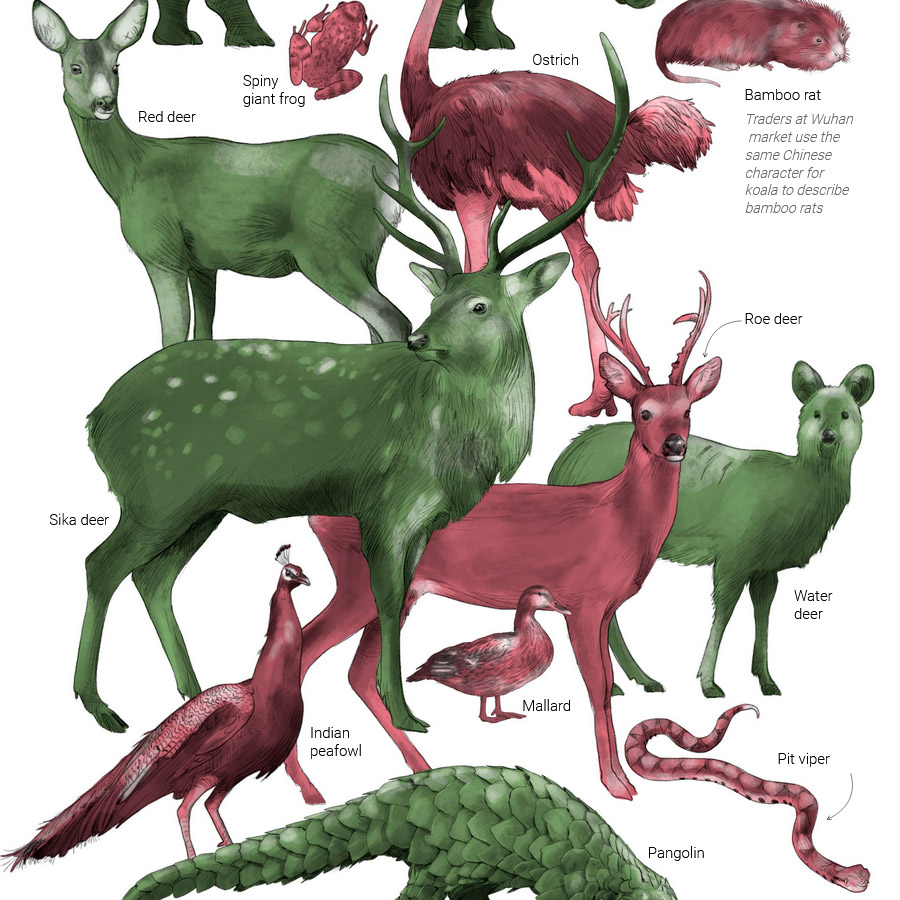 Ostrich
Spiny
giant frog
Bamboo rat
Traders at Wuhan
market use the
same Chinese
character for
koala to describe
bamboo rats
Red deer
Roe deer
Sika deer
Water
deer
Mallard
Indian
peafowl
Pit viper
Pangolin